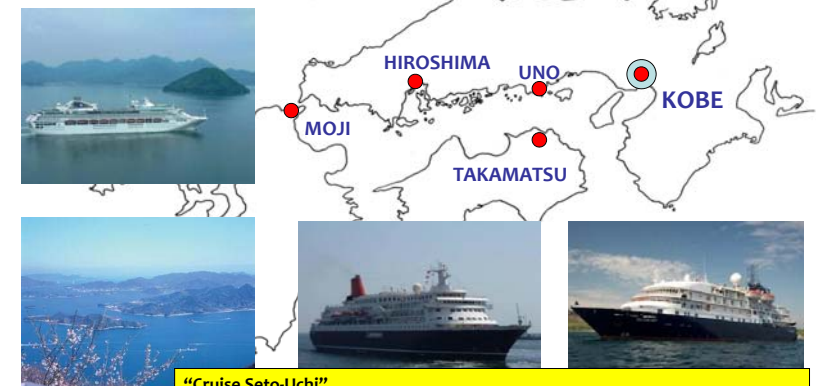 HIROSHIMA
UNO
KOBE
MOJI
TAKAMATSU
“Cruise Seto-Uchi”